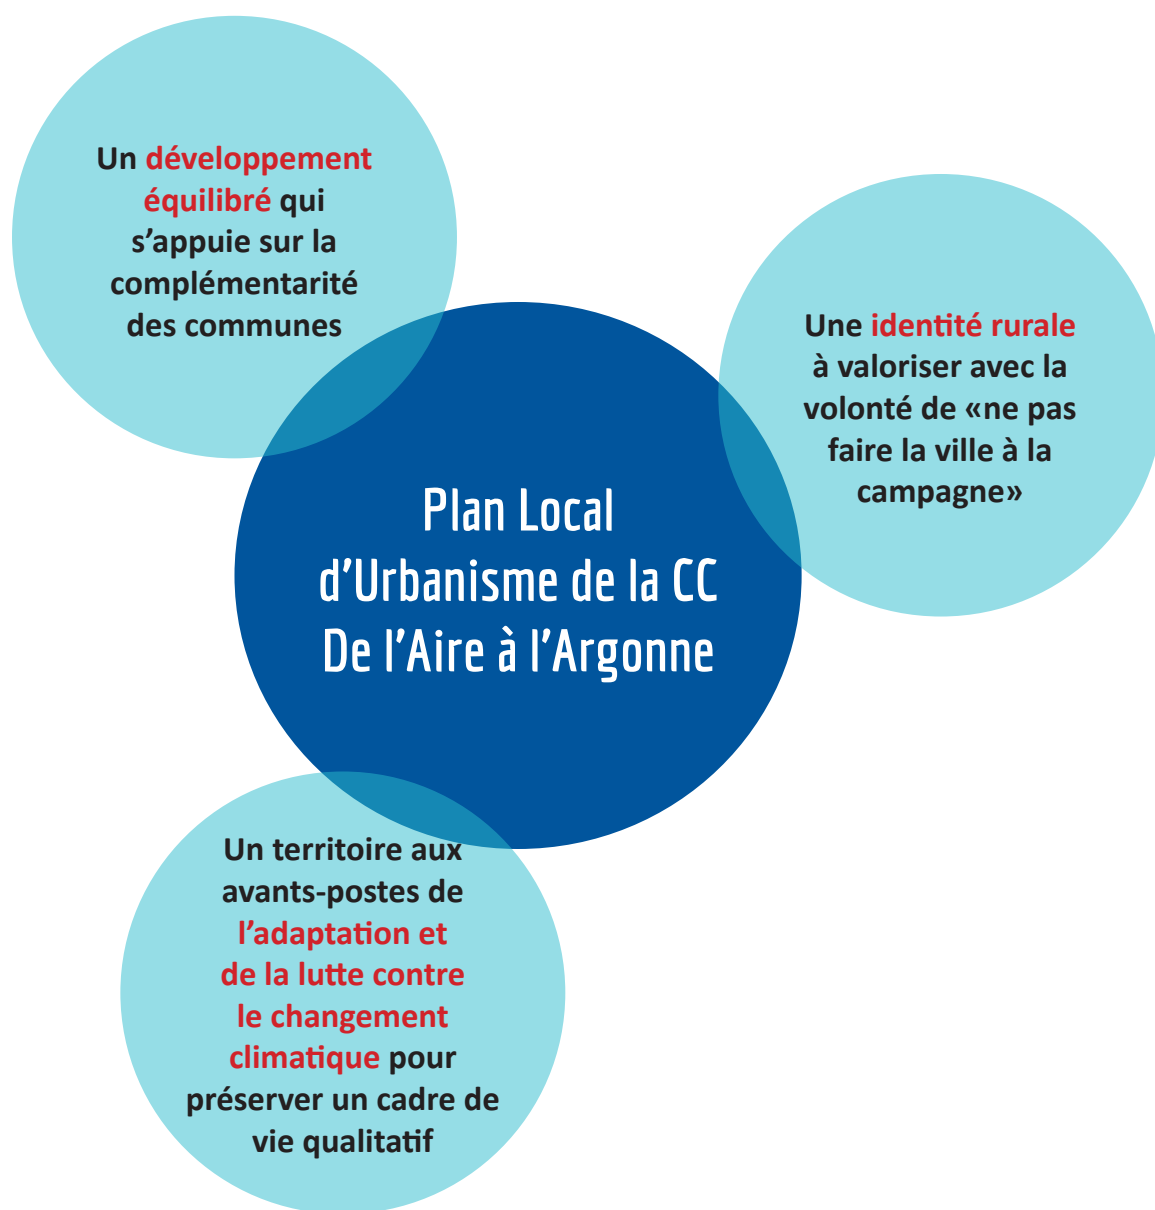 Un développement
équilibré qui
s’appuie sur la
complémentarité
des communes
Une identité rurale
à valoriser avec la
volonté de «ne pas
faire la ville à la
campagne»
Plan Local
d’Urbanisme de la CC
De l’Aire à l’Argonne
Un territoire aux
avants-postes de
l’adaptation et
de la lutte contre
le changement
climatique pour
préserver un cadre de
vie qualitatif